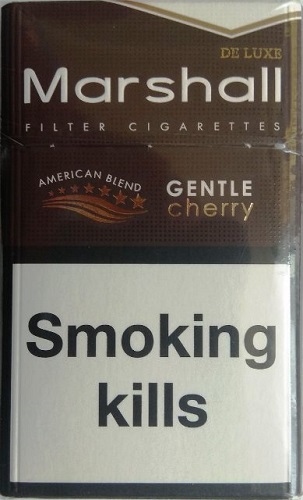 DE LUXE
Marshall
FILTER CIGARETTES
AMERICAN BLEND
GENTLE
cherry
Smoking
kills